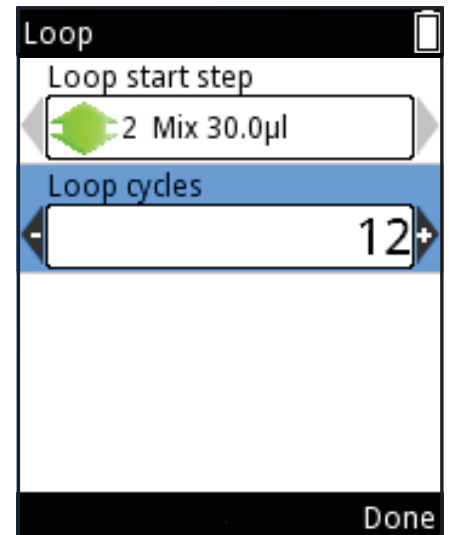 Loop
Loop start step
2 Mix 30.0µl
Loop cycles
- 12 +
Done